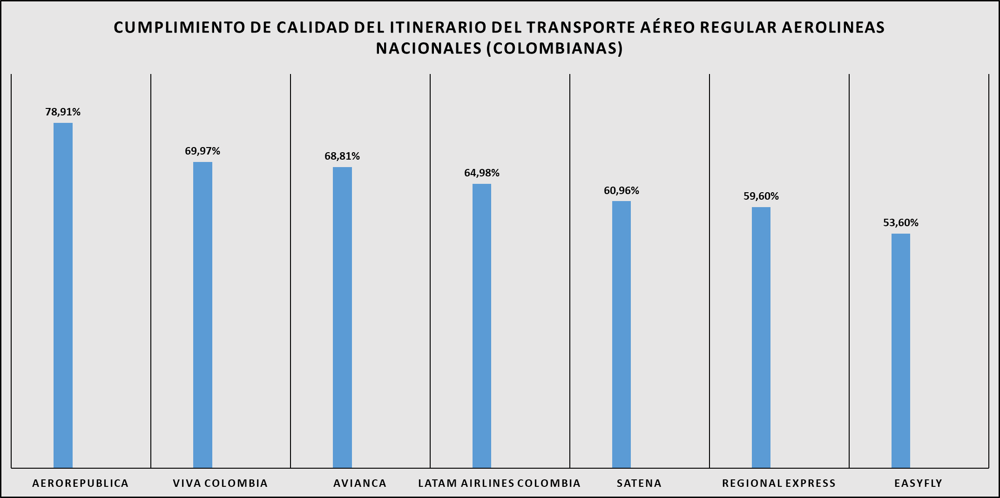 CUMPLIMIENTO DE CALIDAD DEL ITINERARIO DEL TRANSPORTE AÉREO REGULAR AEROLINEAS
NACIONALES (COLOMBIANAS)
78,91%
69,97%
68,81%
64,98%
60,96%
59,60%
53,60%
AEROREPUBLICA
VIVA COLOMBIA
AVIANCA
LATAM AIRLINES COLOMBIA
SATENA
REGIONAL EXPRESS
EASYFLY